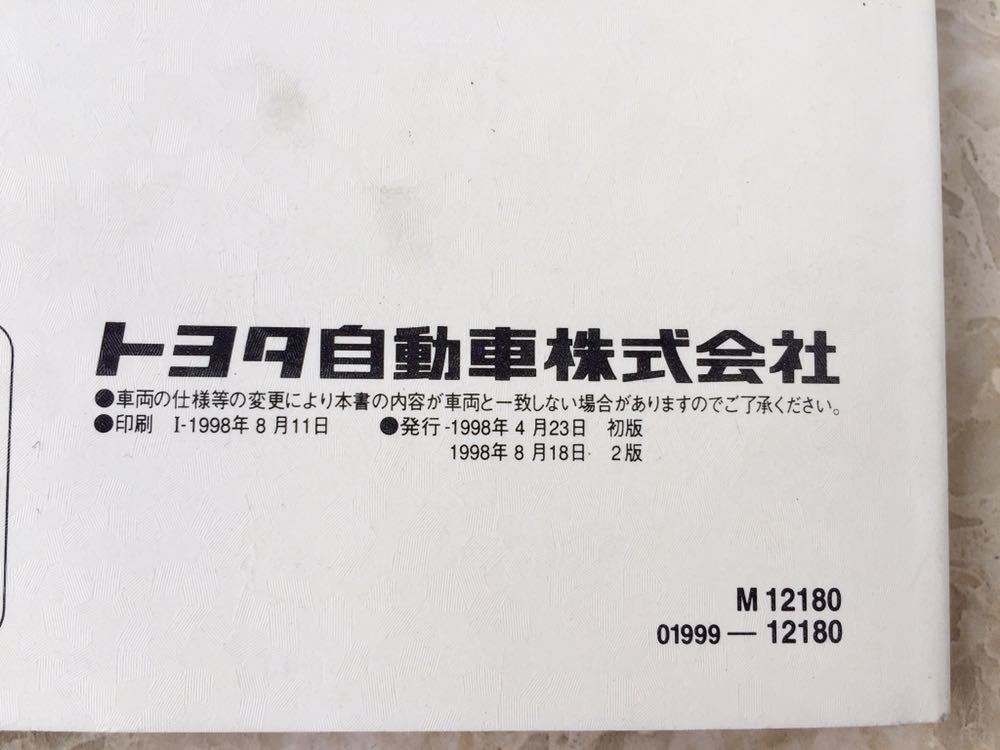 トヨタ自動車株式会社
●車両の仕様等の変更により本書の内容が車両と一致しない場合がありますのでご了承ください。
●印刷 I-1998年8月11日 ●発行-1998年4月23日 初版
1998年8月18日 2版
M 12180
01999 — 12180